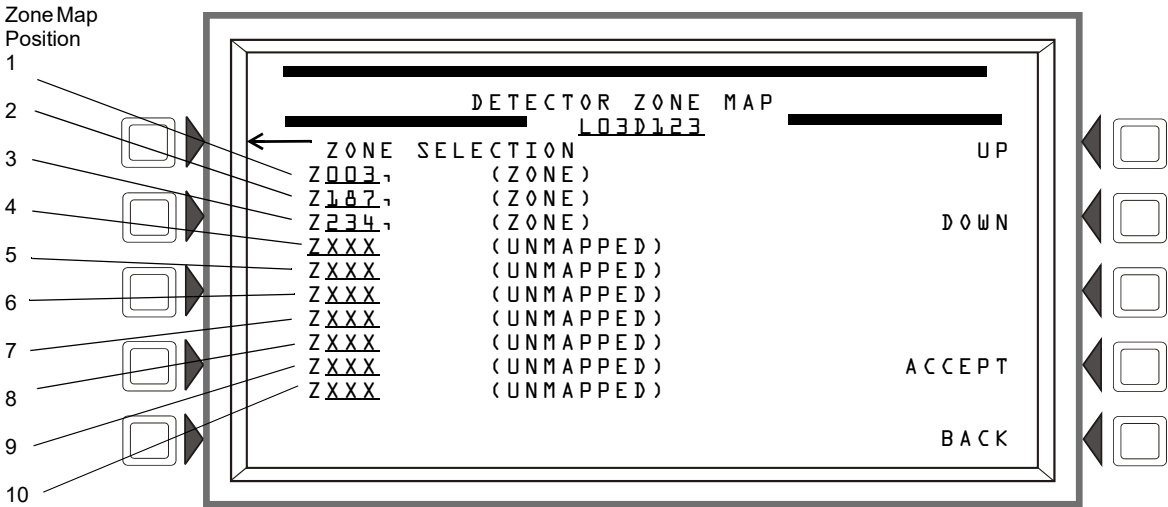 Zone Map
Position
1
2
3
4
5
6
7
8
9
10
DETECTOR ZONE MAP
L03D123
ZONE SELECTION
Z003, (ZONE)
Z187, (ZONE)
Z234, (ZONE)
ZXXX (UNMAPPED)
ZXXX (UNMAPPED)
ZXXX (UNMAPPED)
ZXXX (UNMAPPED)
ZXXX (UNMAPPED)
ZXXX (UNMAPPED)
ZXXX (UNMAPPED)
UP
DOWN
ACCEPT
BACK